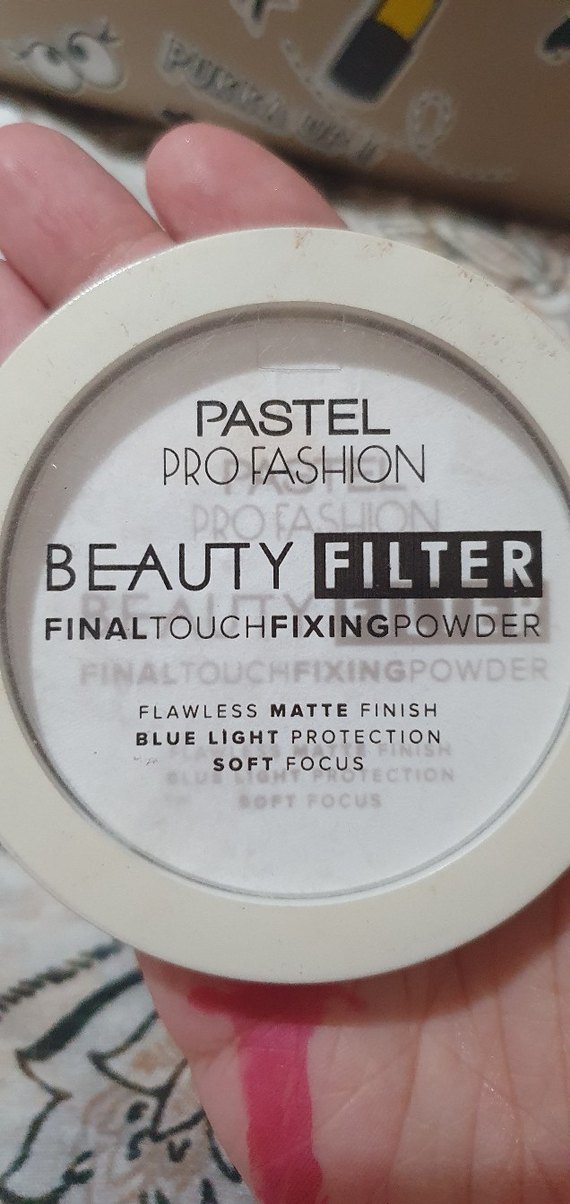 PASTEL
PRO FASHION
BEAUTY FILTER
FINALTOUCHFIXINGPOWDER
FLAWLESS MATTE FINISH
BLUE LIGHT PROTECTION
SOFT FOCUS